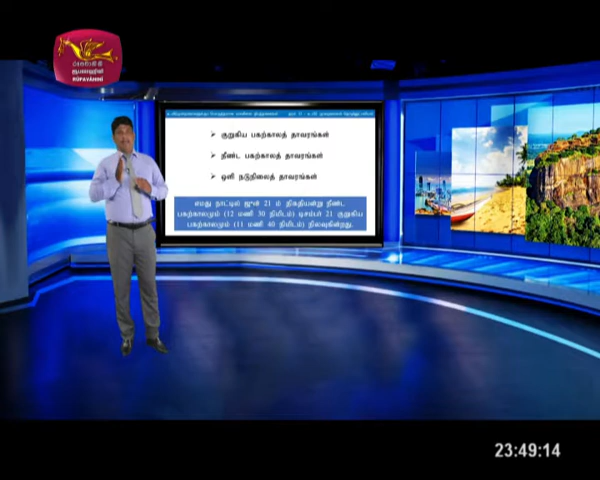 රූපවාහිනී
ரூபவாஹினி
RUPAVAHINI
➢ குறுகிய பகற்காலத் தாவரங்கள்
➢ நீண்ட பகற்காலத் தாவரங்கள்
➢ ஒளி நடுநிலைத் தாவரங்கள்
எமது நாட்டில் ஜுன் 21 ம் திகதியன்று நீண்ட
பகற்காலமும் (12 மணி 30 நிமிடம்) டிசம்பர் 21 குறுகிய
பகற்காலமும் (11 மணி 40 நிமிடம்) நிலவுகின்றது.
23:49:14